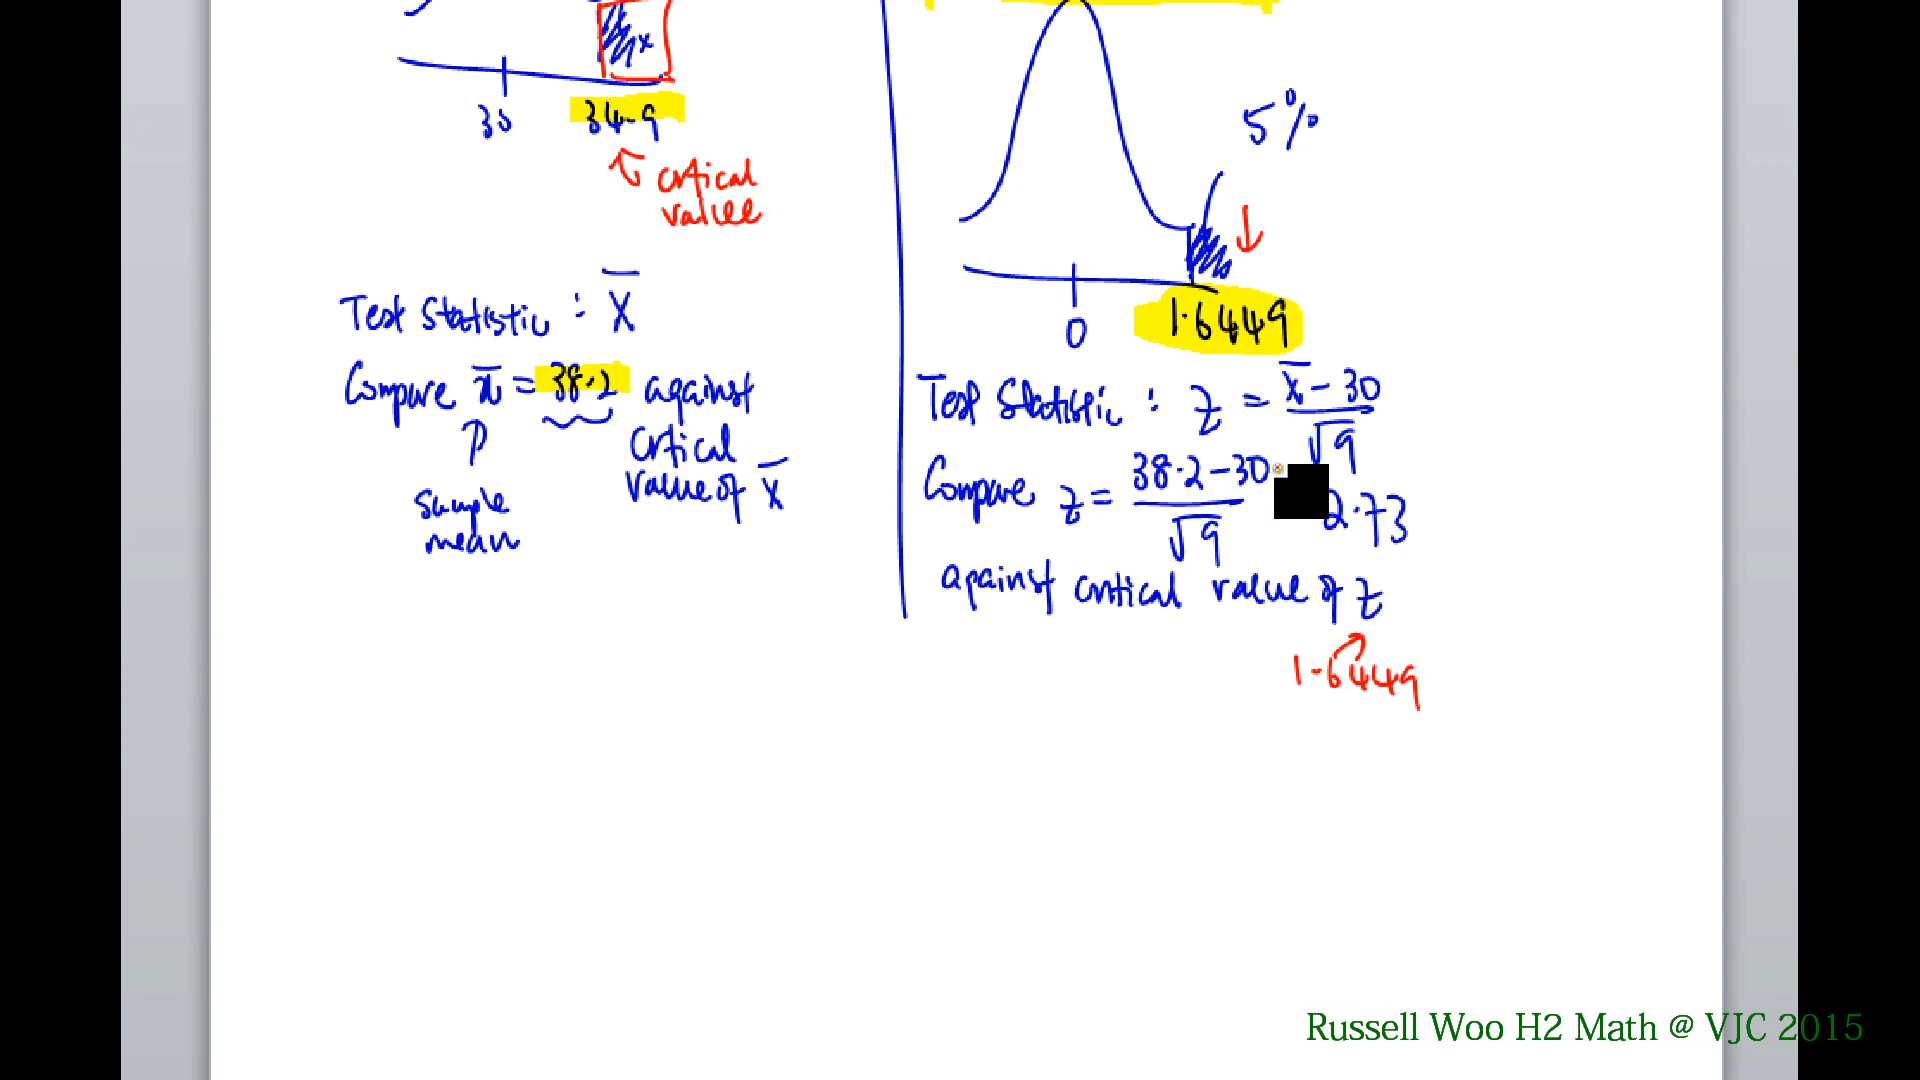 30 34.9
critical
value
Test Statistic : X̄
Compare x̄ = 38.2 against
critical
value of X̄
sample
mean
5%
0 1.6449
Test Statistic : Z = X̄ - 30
√9
Compare z = 38.2 - 30
√9
2.73
against critical value of Z
1.6449
Russell Woo H2 Math @ VJC 2015